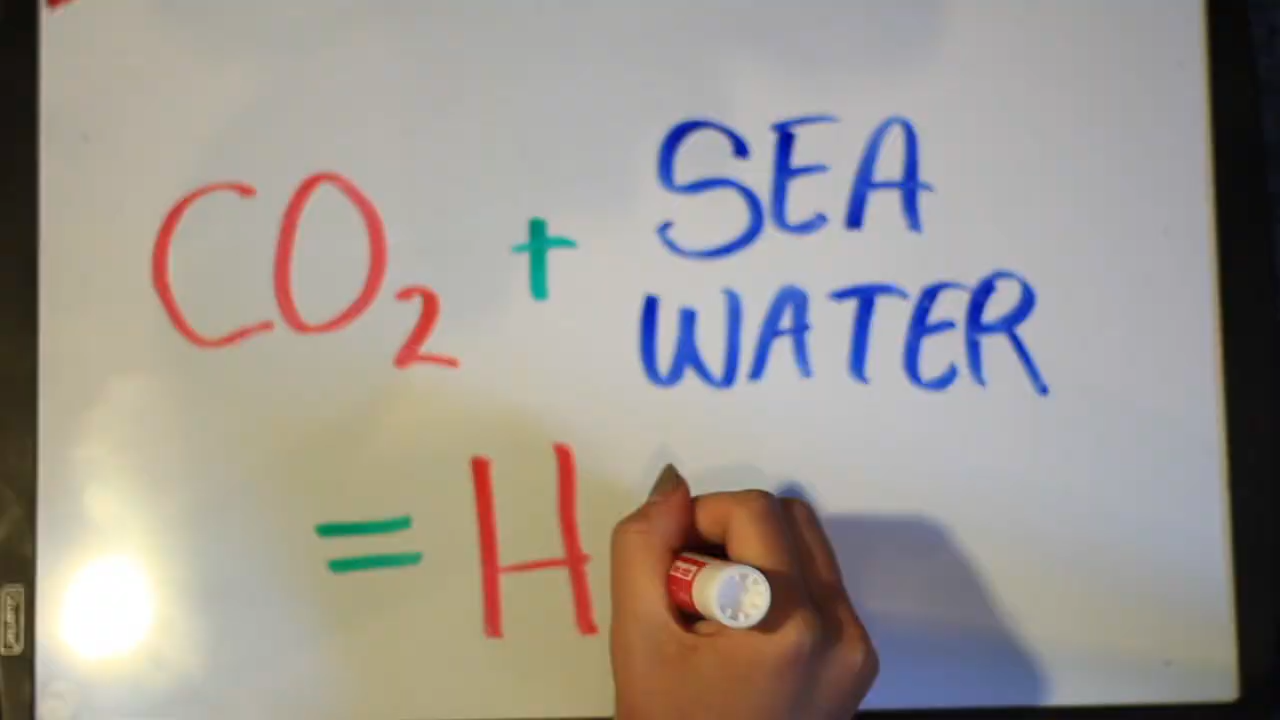 CO₂ + SEA
WATER
= H